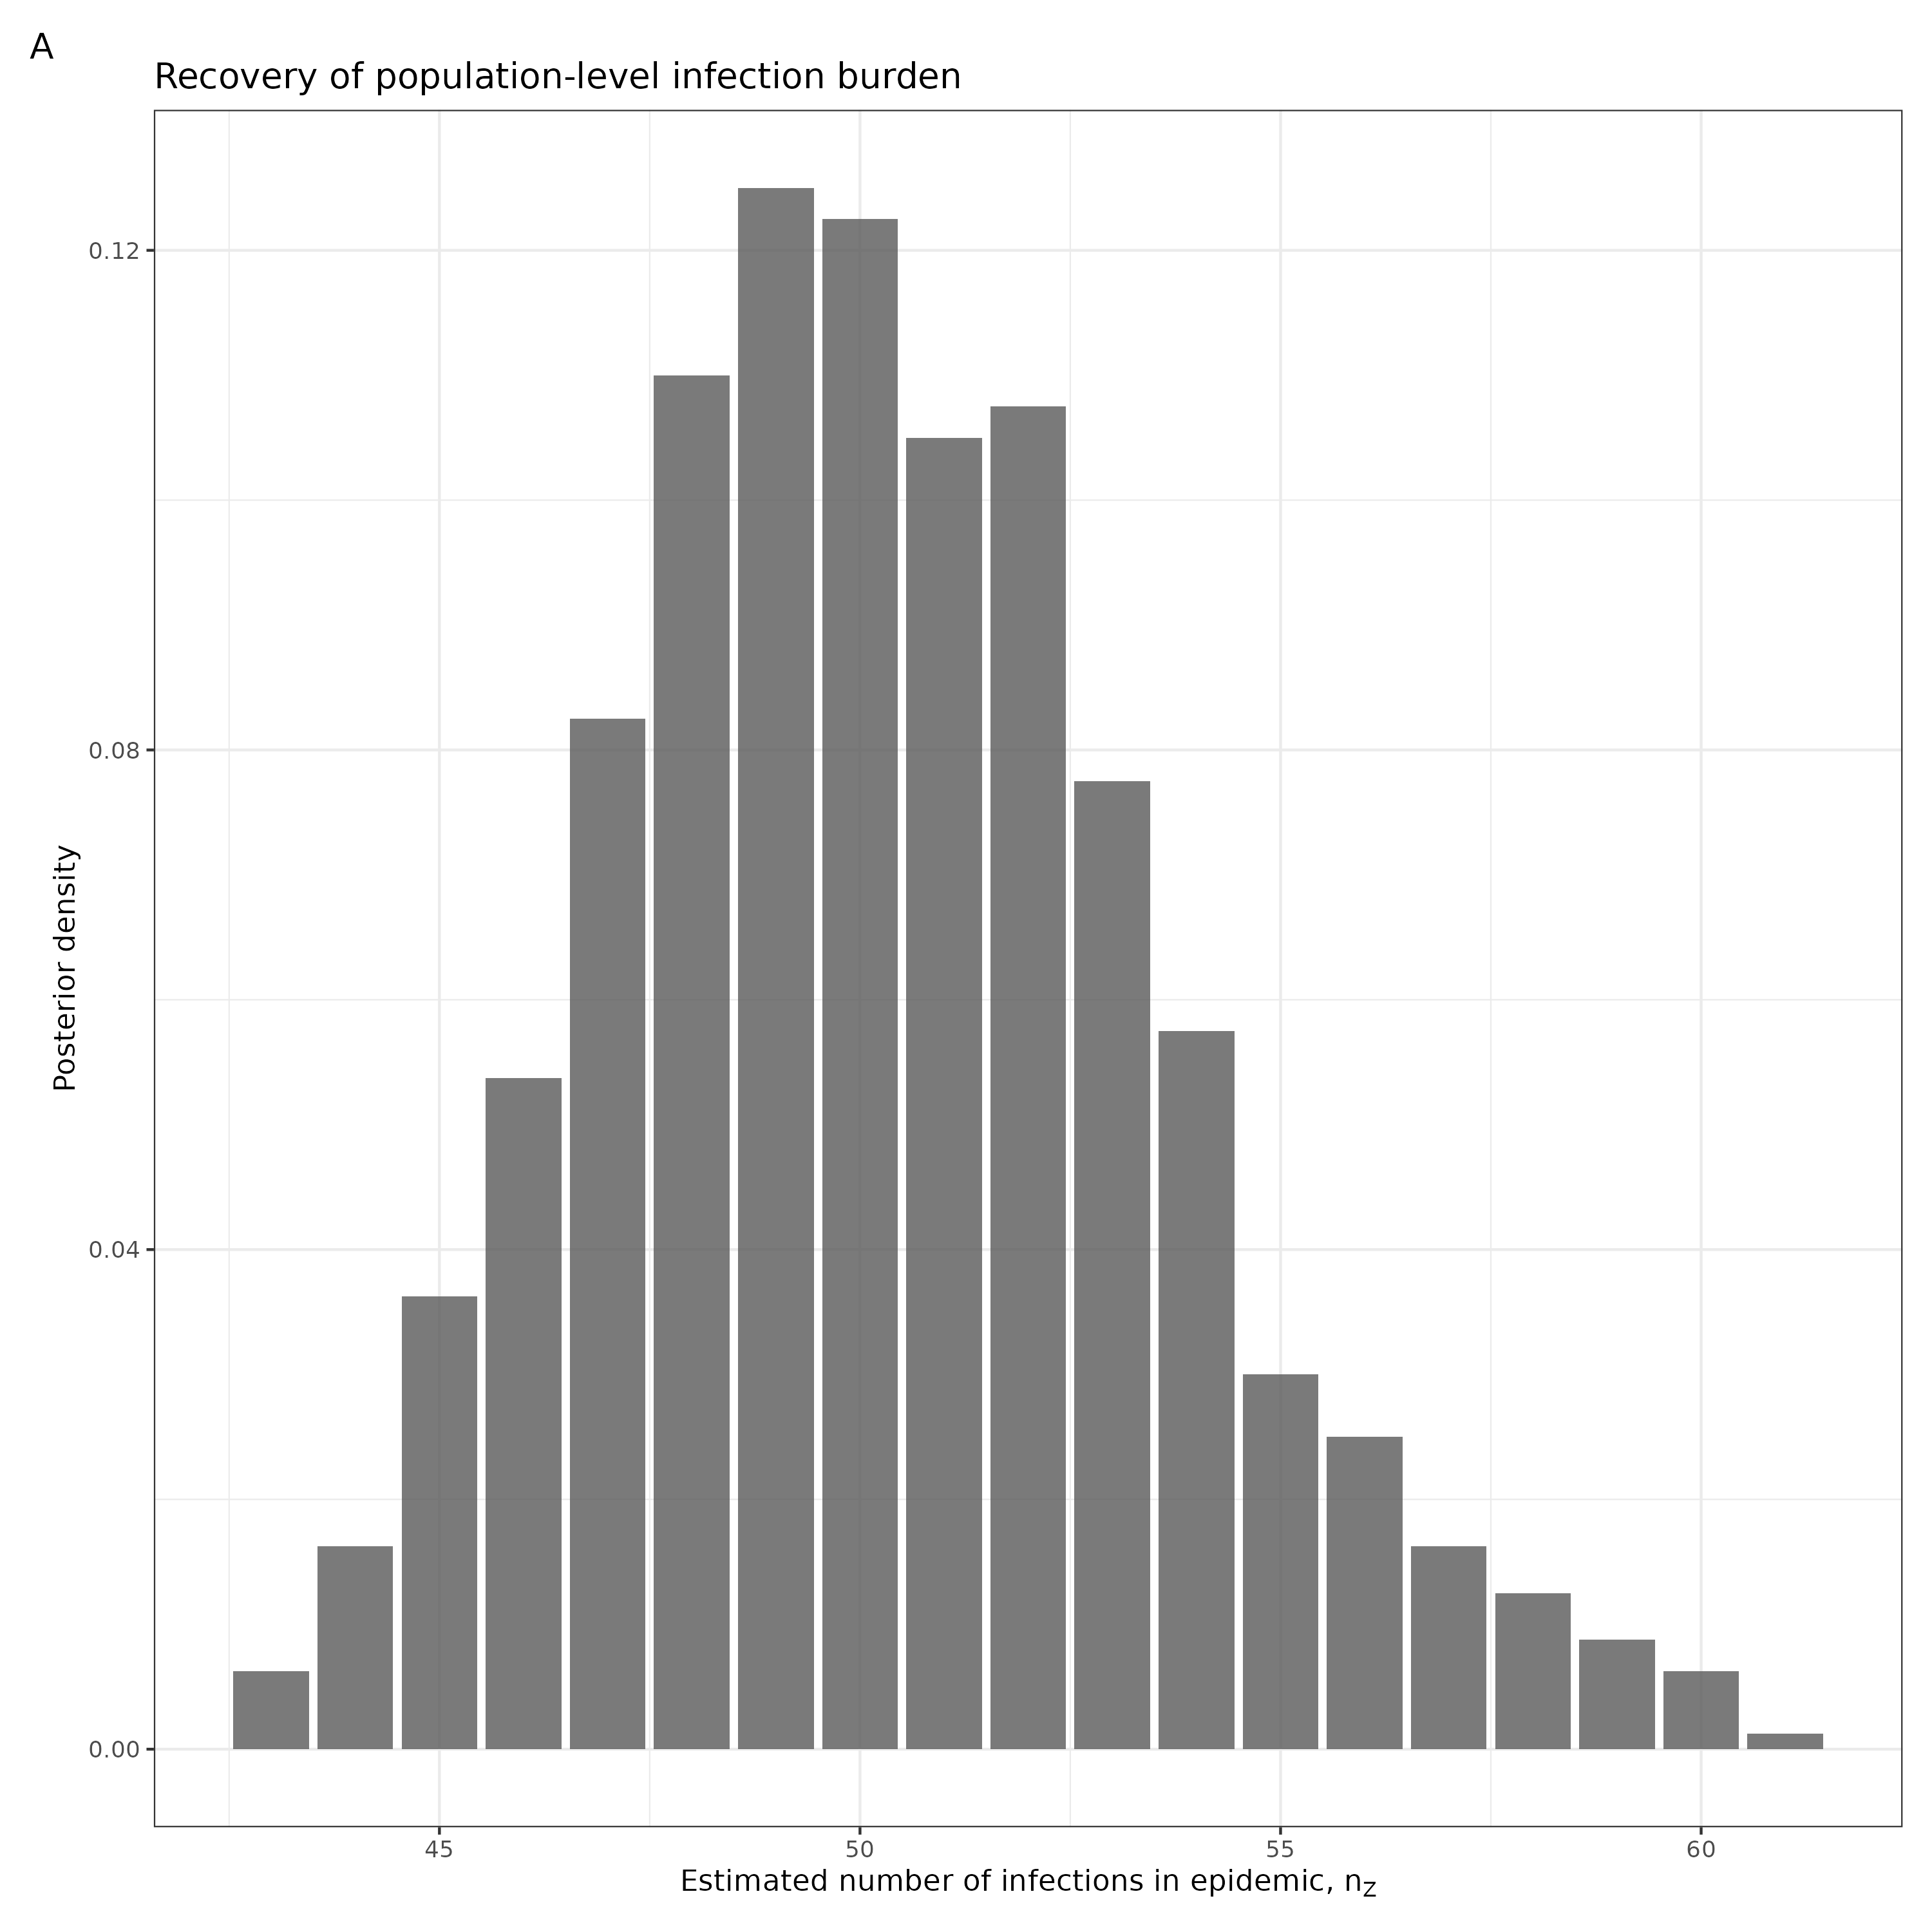 A
Recovery of population-level infection burden
0.12
0.08
0.04
0.00
Posterior density
45 50 55 60
Estimated number of infections in epidemic, nZ